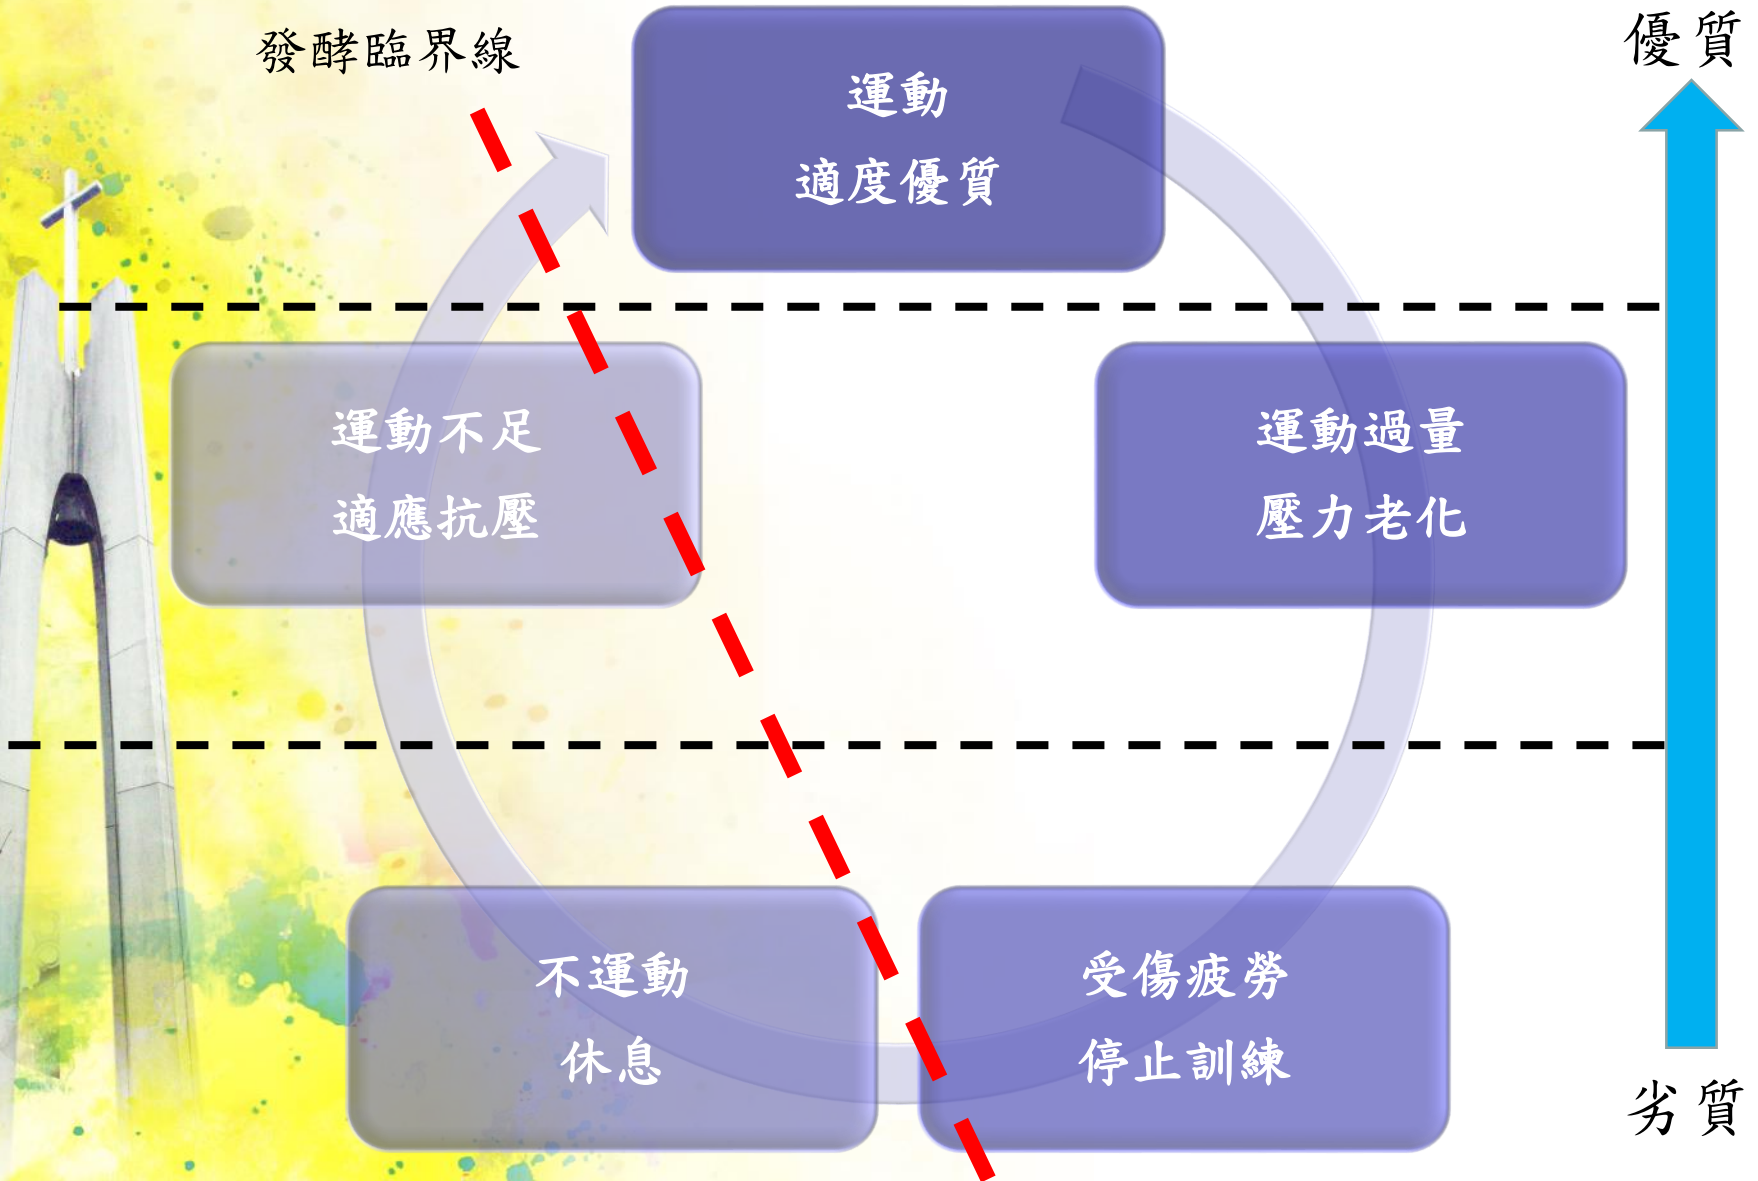 發酵臨界線
優質
運動
適度優質
運動不足
適應抗壓
運動過量
壓力老化
不運動
休息
受傷疲勞
停止訓練
劣質